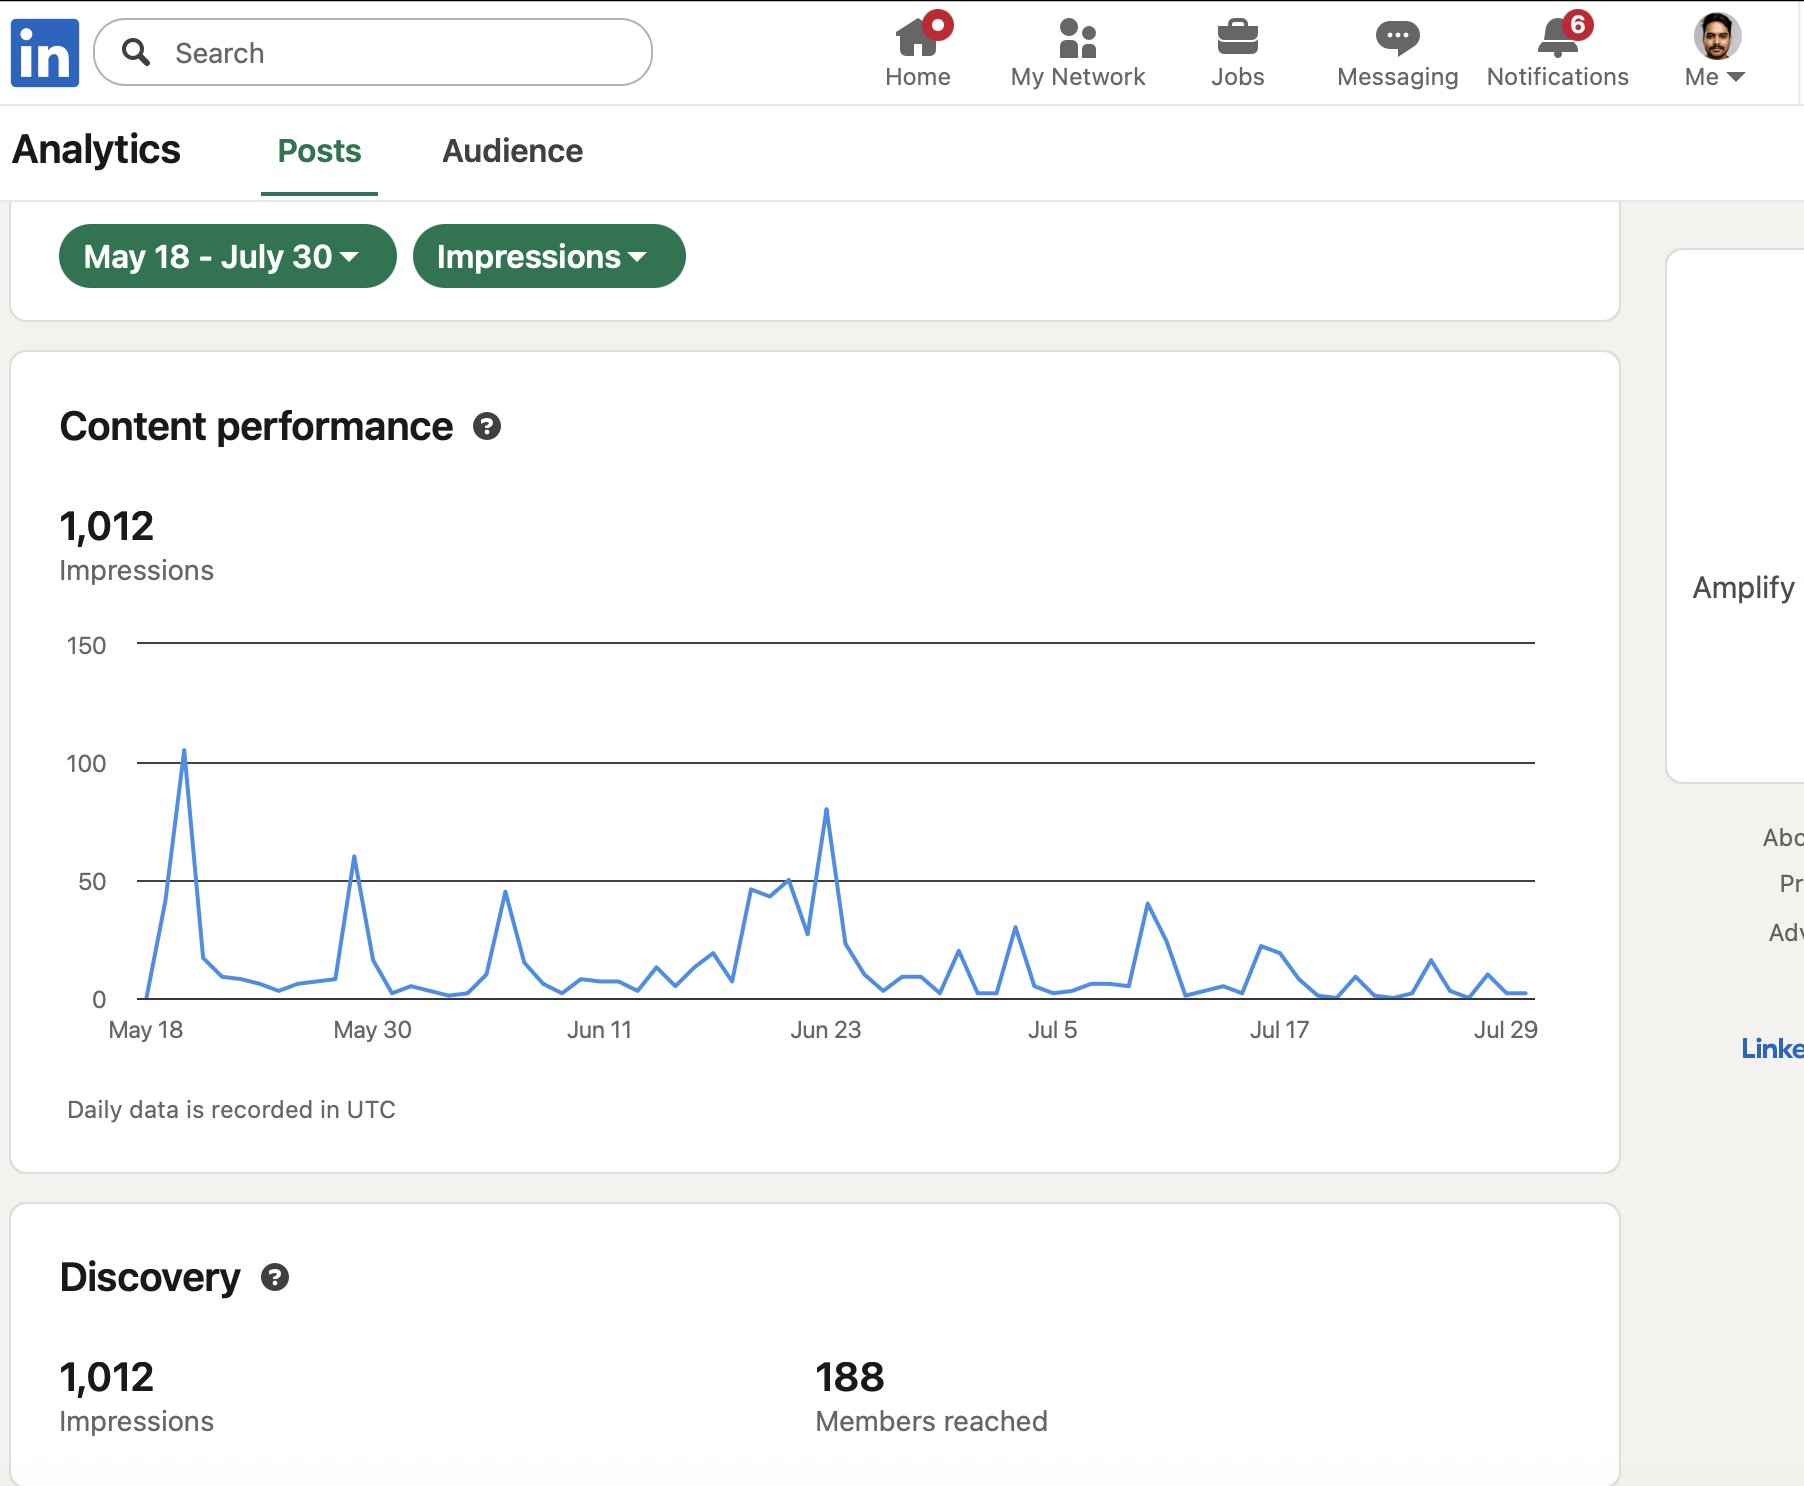 in Search
Home My Network Jobs Messaging 6 Notifications Me
Analytics Posts Audience
May 18 - July 30 Impressions
Content performance ?
1,012
Impressions
150
100
50
0
May 18 May 30 Jun 11 Jun 23 Jul 5 Jul 17 Jul 29
Daily data is recorded in UTC
Discovery ?
1,012 188
Impressions Members reached
Amplify
Abo
Pr
Adv
Linke